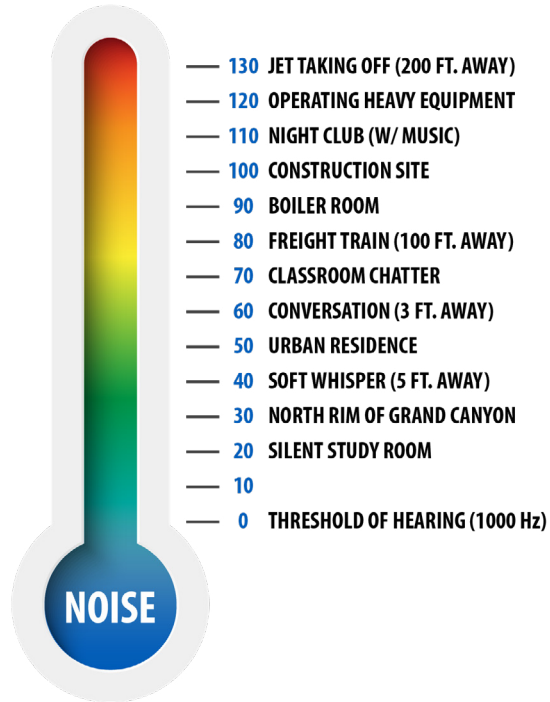 130 JET TAKING OFF (200 FT. AWAY)
120 OPERATING HEAVY EQUIPMENT
110 NIGHT CLUB (W/ MUSIC)
100 CONSTRUCTION SITE
90 BOILER ROOM
80 FREIGHT TRAIN (100 FT. AWAY)
70 CLASSROOM CHATTER
60 CONVERSATION (3 FT. AWAY)
50 URBAN RESIDENCE
40 SOFT WHISPER (5 FT. AWAY)
30 NORTH RIM OF GRAND CANYON
20 SILENT STUDY ROOM
10
0 THRESHOLD OF HEARING (1000 Hz)
NOISE